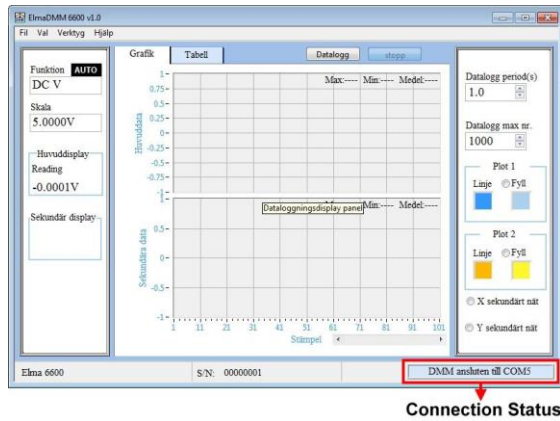 ElmaDMM 6600 v1.0
Fil Val Verktyg Hjälp
Funktion AUTO
DC V
Skala
5.0000V
Huvuddisplay
Reading
-0.0001V
Sekundär display
Grafik Tabell Datalogg stopp
Max:---- Min:---- Medel:----
Huvuddata
1
0.75
0.5
0.25
0
-0.25
-0.5
-0.75
-1
Dataloggningsdisplay panel
Min:---- Medel:----
Sekundära data
1
0.5
0
-0.5
-1
1 11 21 31 41 51 61 71 81 91 101
Stämpel
Datalogg period(s)
1.0
Datalogg max nr.
1000
Plot 1
Linje Fyll
Plot 2
Linje Fyll
X sekundärt nät
Y sekundärt nät
Elma 6600 S/N: 00000001 DMM ansluten till COM5
Connection Status